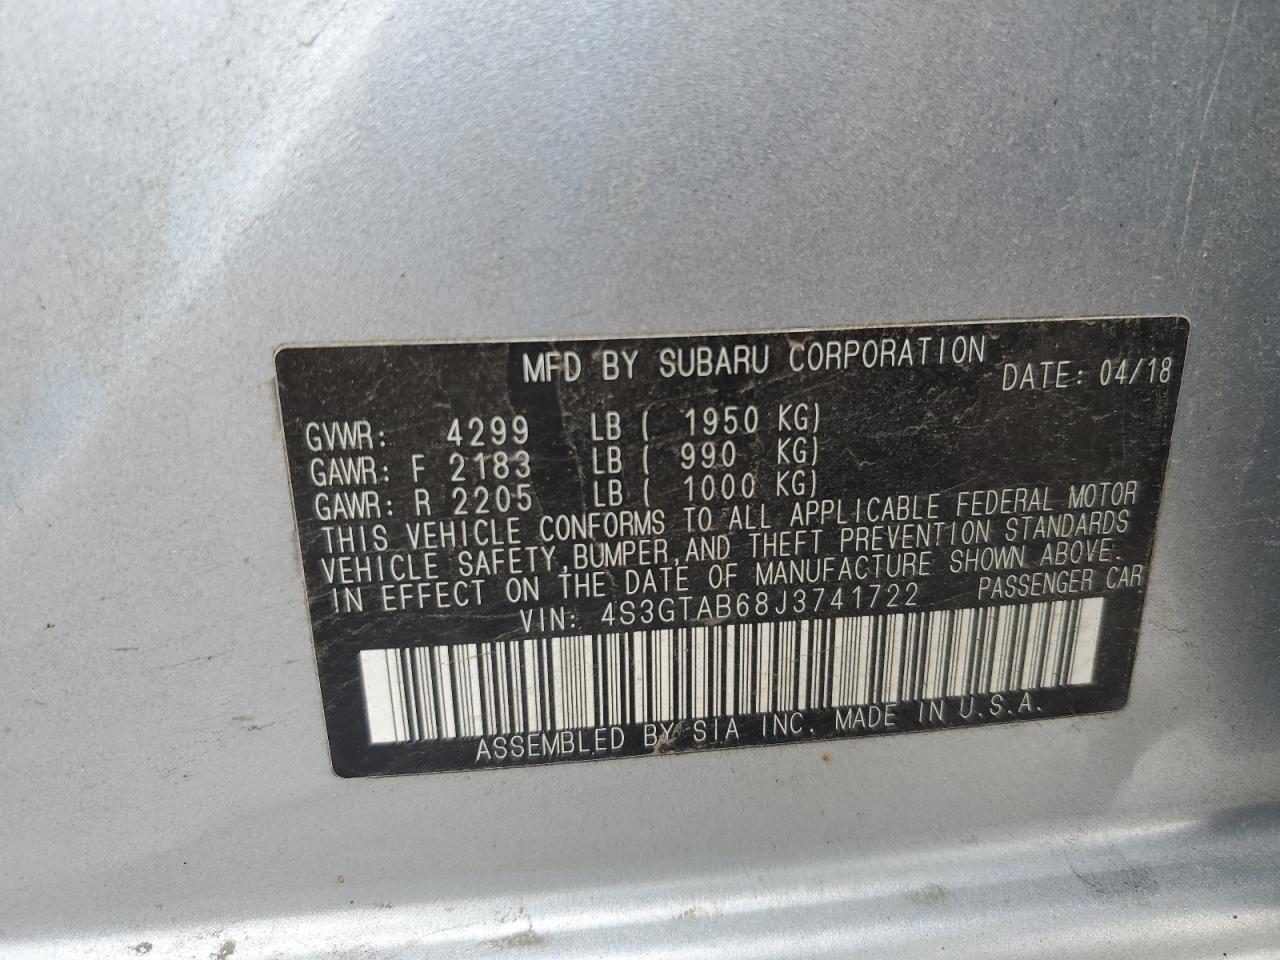 MFD BY SUBARU CORPORATION DATE: 04/18
GVWR: 4299 LB ( 1950 KG)
GAWR: F 2183 LB ( 990 KG)
GAWR: R 2205 LB ( 1000 KG)
THIS VEHICLE CONFORMS TO ALL APPLICABLE FEDERAL MOTOR
VEHICLE SAFETY, BUMPER, AND THEFT PREVENTION STANDARDS
IN EFFECT ON THE DATE OF MANUFACTURE SHOWN ABOVE.
VIN: 4S3GTAB68J3741722 PASSENGER CAR
ASSEMBLED BY SIA INC. MADE IN U.S.A.